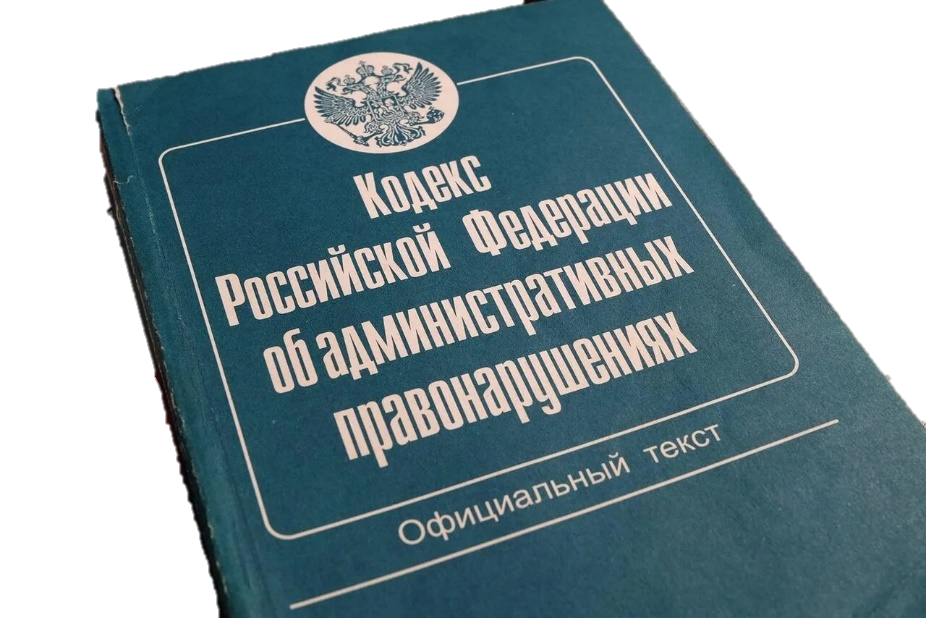 Кодекс
Российской Федерации
об административных
правонарушениях
Официальный текст